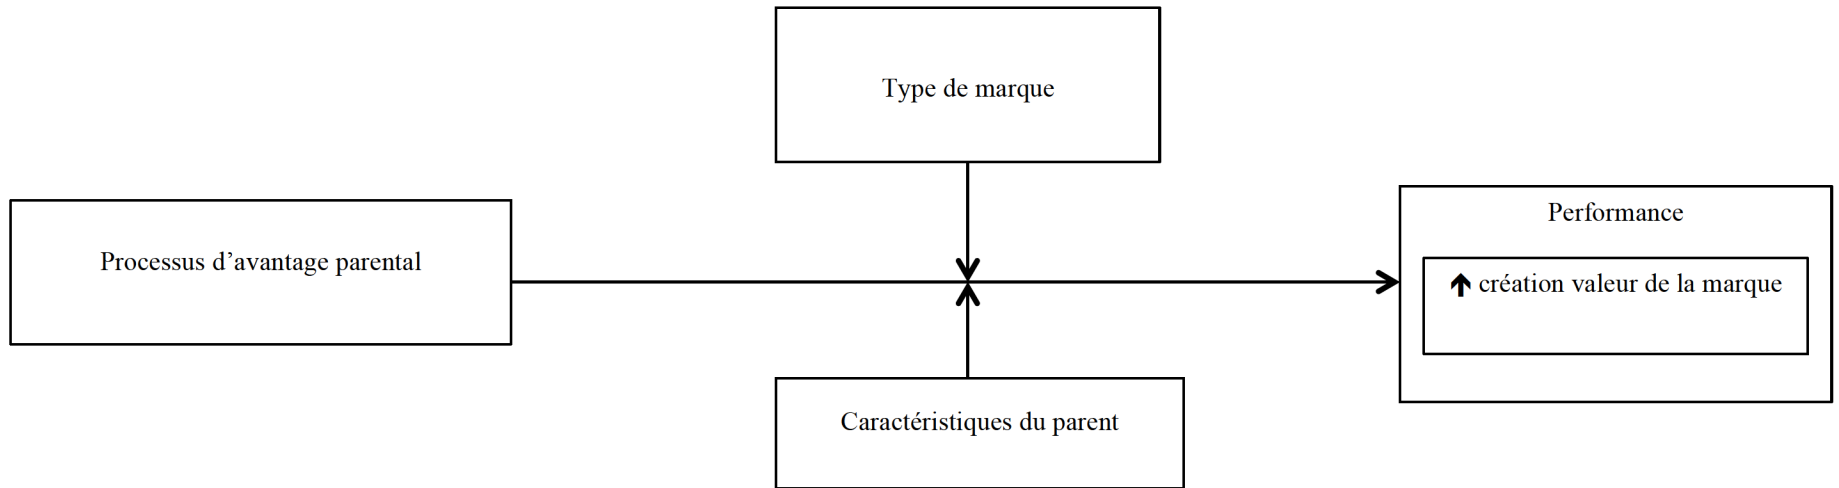 Type de marque
Processus d’avantage parental
Performance
🡹 création valeur de la marque
Caractéristiques du parent